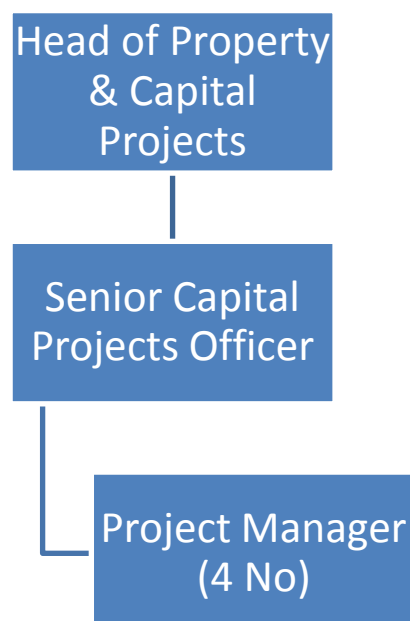 Head of Property
& Capital
Projects
Senior Capital
Projects Officer
Project Manager
(4 No)